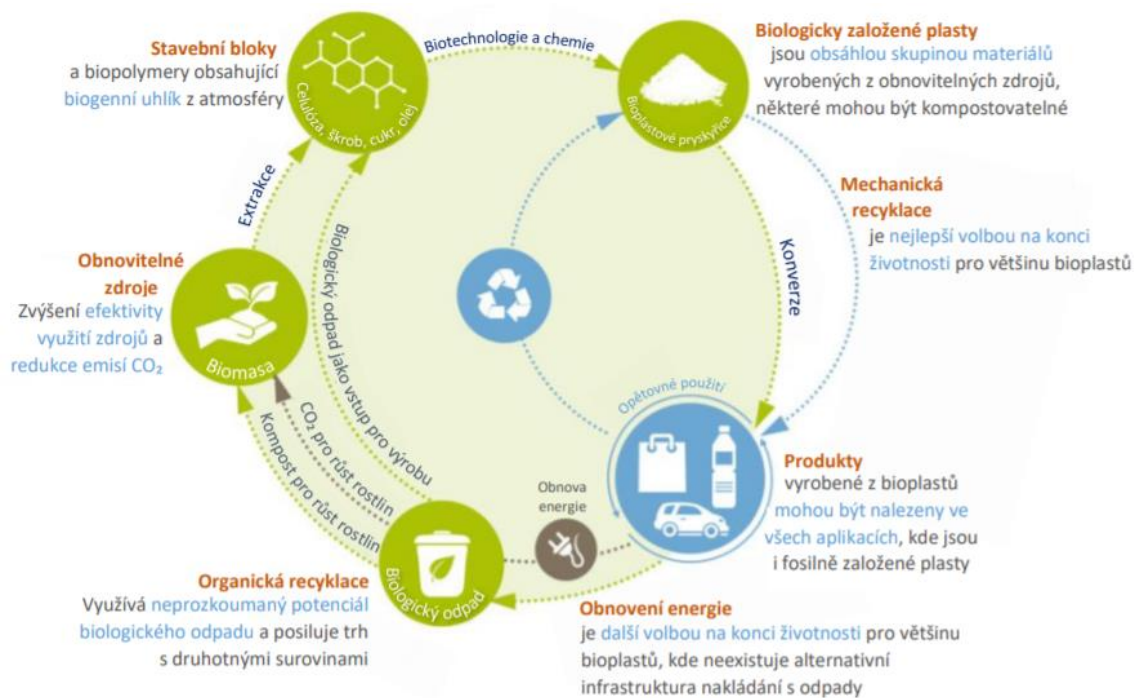 Stavební bloky
a biopolymery obsahující
biogenní uhlík z atmosféry
Celulóza, škrob, cukr, olej
Biotechnologie a chemie
Bioplastové pryskyřice
Biologicky založené plasty
jsou obsáhlou skupinou materiálů
vyrobených z obnovitelných zdrojů,
některé mohou být kompostovatelné
Mechanická
recyklace
je nejlepší volbou na konci
životnosti pro většinu bioplastů
Extrakce
Konverze
Obnovitelné
zdroje
Zvýšení efektivity
využití zdrojů a
redukce emisí CO₂
Biomasa
Biologický odpad jako vstup pro výrobu
CO₂ pro růst rostlin
Kompost pro růst rostlin
Opětovné použití
Produkty
vyrobené z bioplastů
mohou být nalezeny ve
všech aplikacích, kde jsou
i fosilně založené plasty
Obnova
energie
Biologický odpad
Organická recyklace
Využívá neprozkoumaný potenciál
biologického odpadu a posiluje trh
s druhotnými surovinami
Obnovení energie
je další volbou na konci životnosti pro většinu
bioplastů, kde neexistuje alternativní
infrastruktura nakládání s odpady